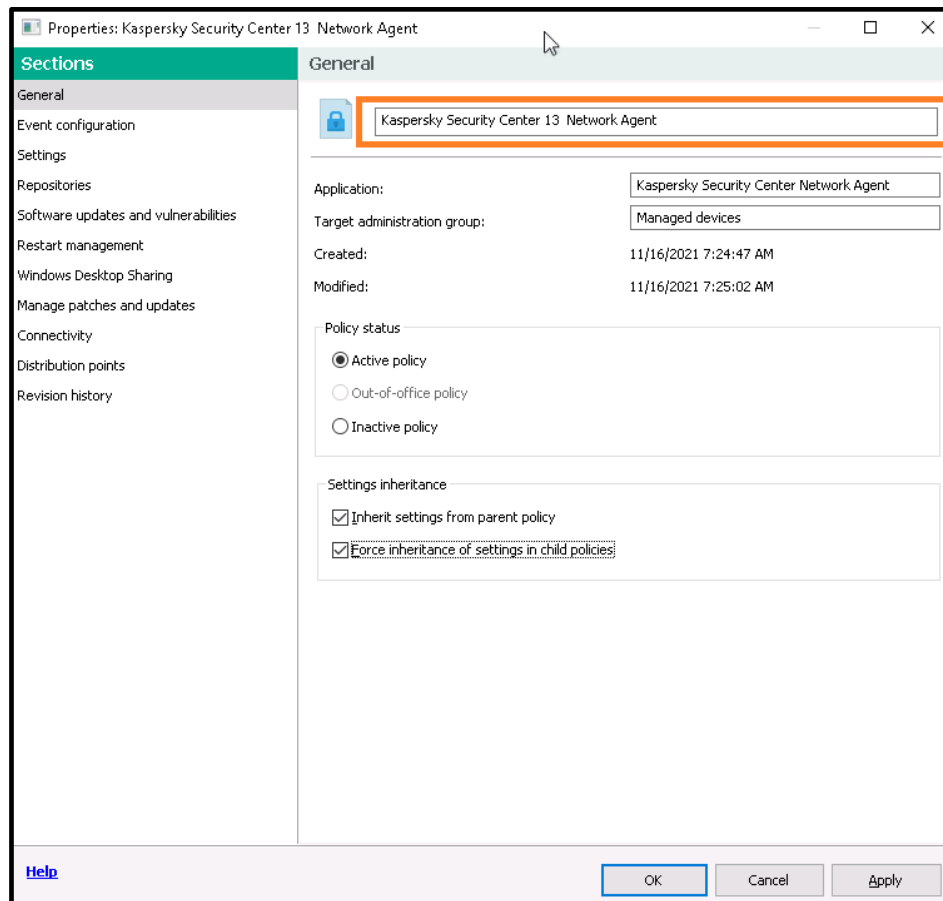 Properties: Kaspersky Security Center 13 Network Agent
Sections
General
Event configuration
Settings
Repositories
Software updates and vulnerabilities
Restart management
Windows Desktop Sharing
Manage patches and updates
Connectivity
Distribution points
Revision history
General
Kaspersky Security Center 13 Network Agent
Application: Kaspersky Security Center Network Agent
Target administration group: Managed devices
Created: 11/16/2021 7:24:47 AM
Modified: 11/16/2021 7:25:02 AM
Policy status
Active policy
Out-of-office policy
Inactive policy
Settings inheritance
Inherit settings from parent policy
Force inheritance of settings in child policies
Help
OK Cancel Apply